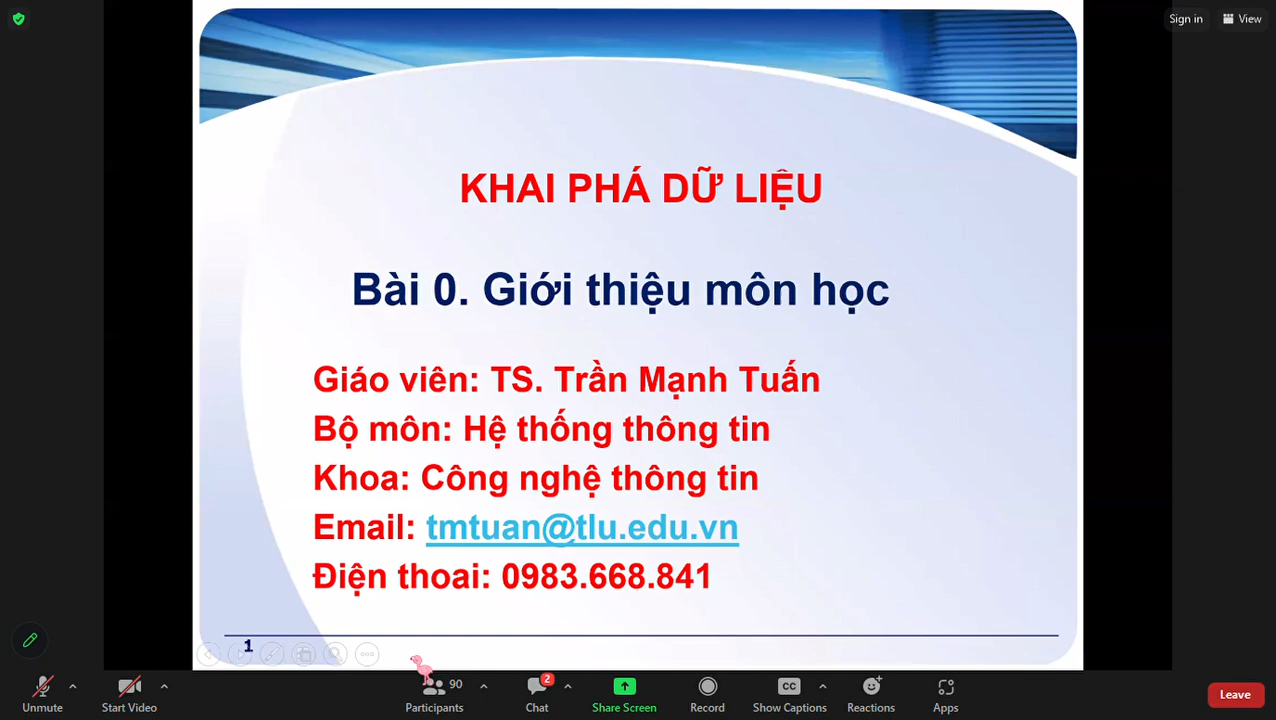 Sign in
View
KHAI PHÁ DỮ LIỆU
Bài 0. Giới thiệu môn học
Giáo viên: TS. Trần Mạnh Tuấn
Bộ môn: Hệ thống thông tin
Khoa: Công nghệ thông tin
Email: tmtuan@tlu.edu.vn
Điện thoai: 0983.668.841
1
90
2
CC
Unmute
Start Video
Participants
Chat
Share Screen
Record
Show Captions
Reactions
Apps
Leave